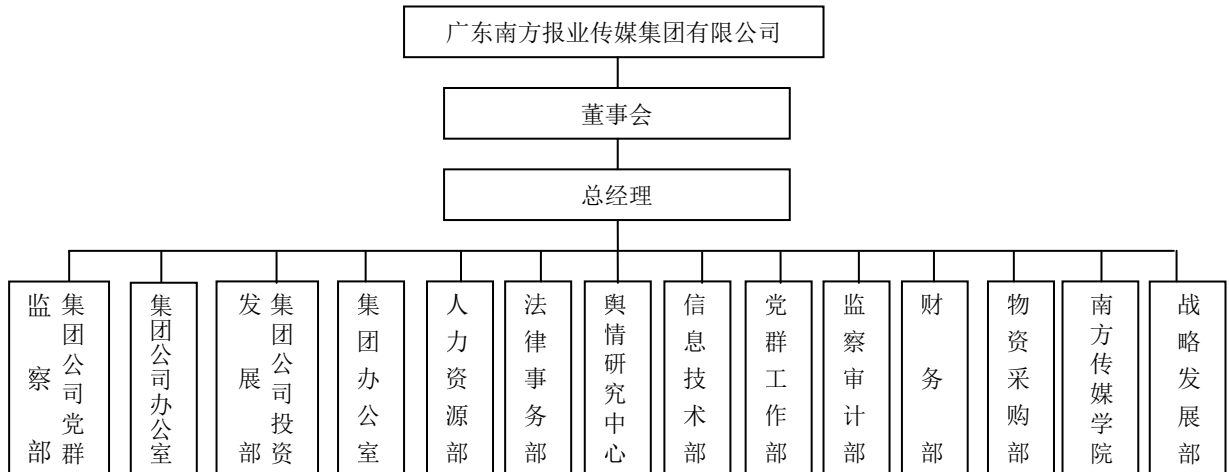 广东南方报业传媒集团有限公司
董事会
总经理
集团公司党群
监察部
集团公司办公室
集团公司投资
发展部
集团办公室
人力资源部
法律事务部
舆情研究中心
信息技术部
党群工作部
监察审计部
财务部
物资采购部
南方传媒学院
战略发展部